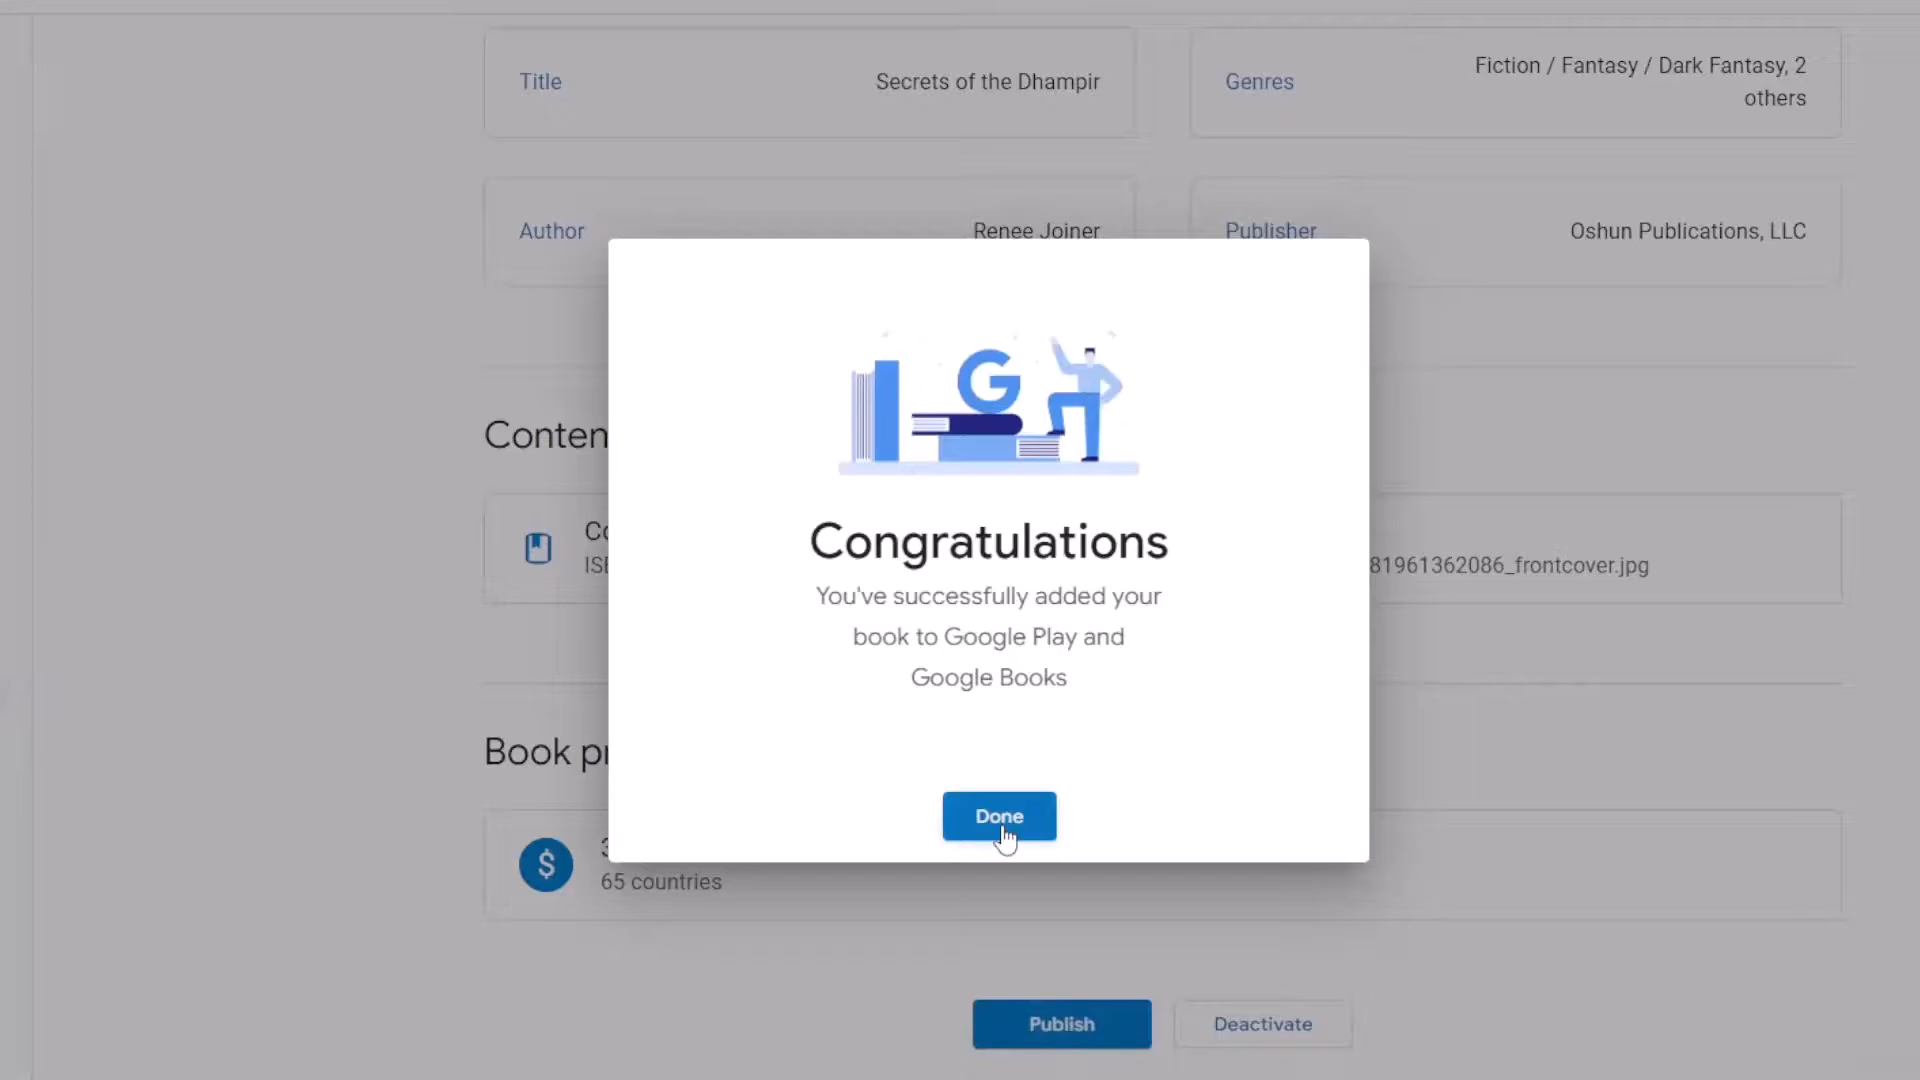 Title
Secrets of the Dhampir
Genres
Fiction / Fantasy / Dark Fantasy, 2
others
Author
Renee Joiner
Publisher
Oshun Publications, LLC
G
Conten
81961362086_frontcover.jpg
Congratulations
You've successfully added your
book to Google Play and
Google Books
Book
$
65 countries
Done
Publish
Deactivate